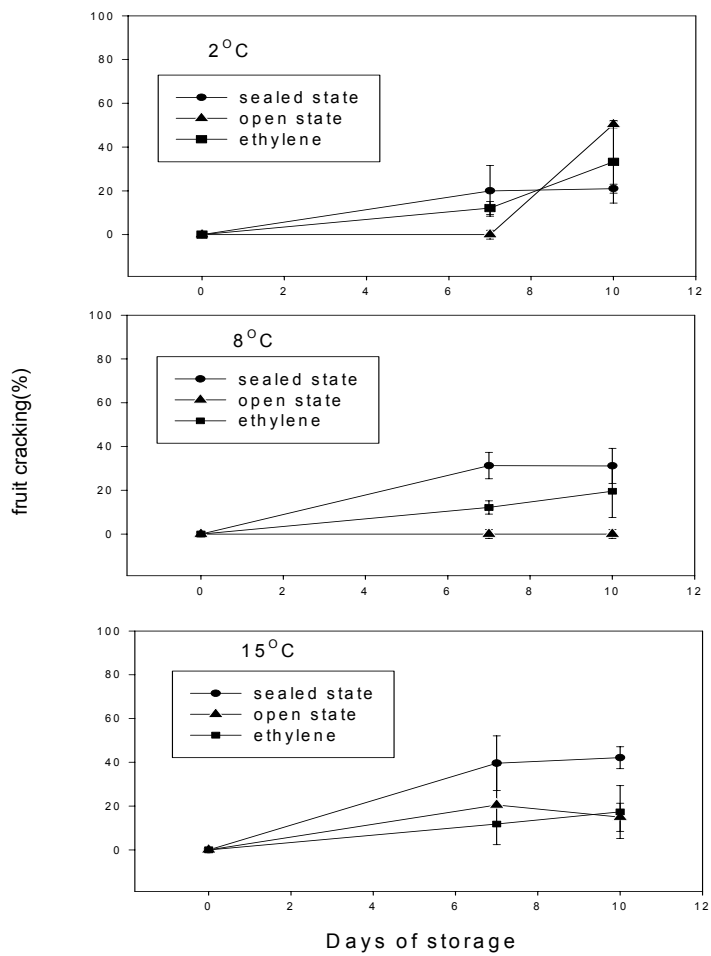 100
80
60
40
20
0
2°C
sealed state
open state
ethylene
0 2 4 6 8 10 12
100
80
60
40
20
0
8°C
sealed state
open state
ethylene
0 2 4 6 8 10 12
fruit cracking(%)
100
80
60
40
20
0
15°C
sealed state
open state
ethylene
0 2 4 6 8 10 12
Days of storage